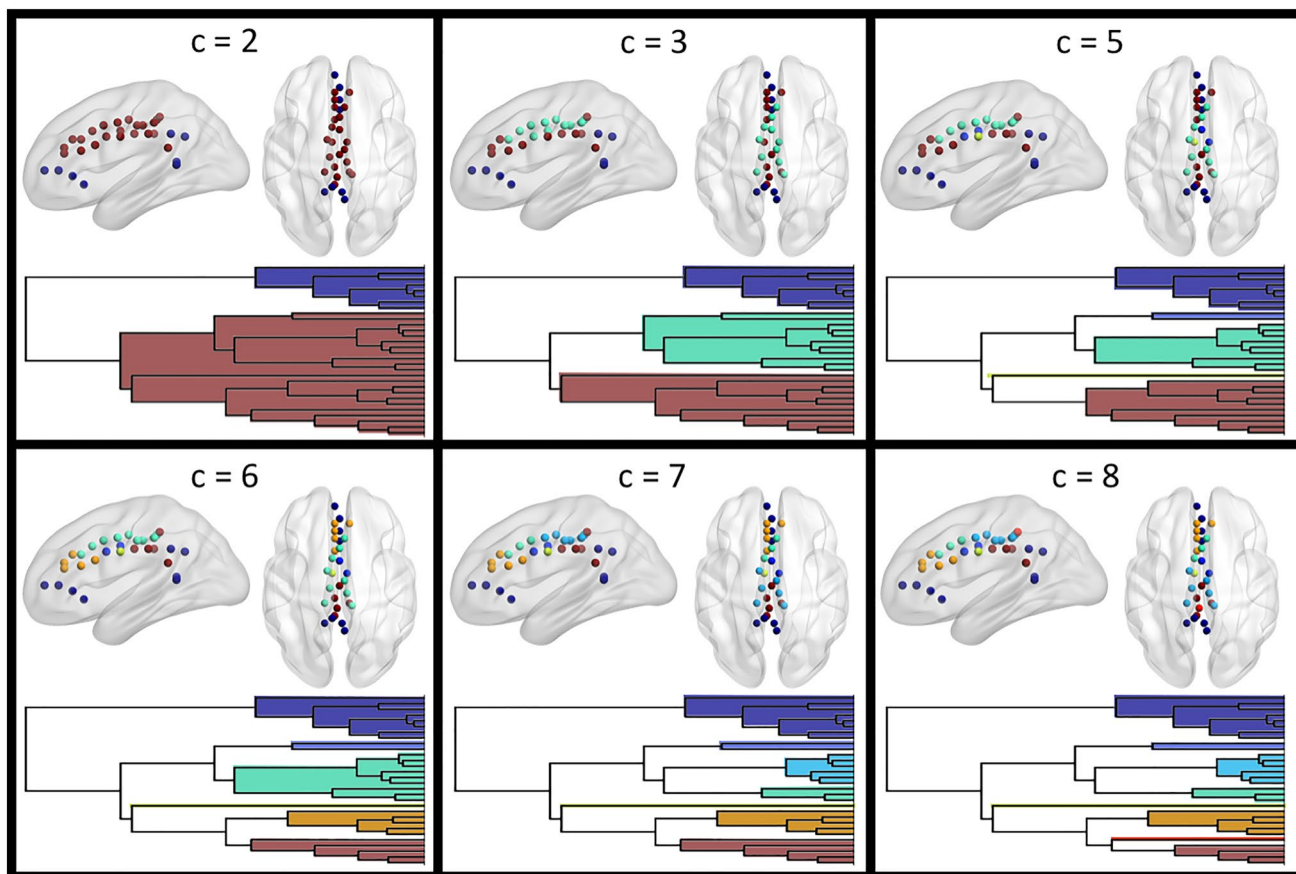 c = 2
c = 3
c = 5
c = 6
c = 7
c = 8